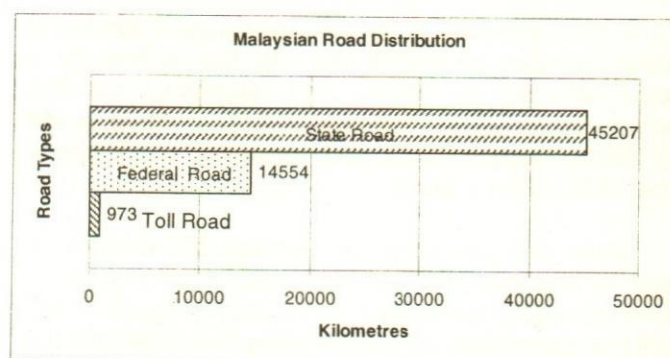 Malaysian Road Distribution
Road Types
State Road
45207
Federal Road
14554
973 Toll Road
0 10000 20000 30000 40000 50000
Kilometres